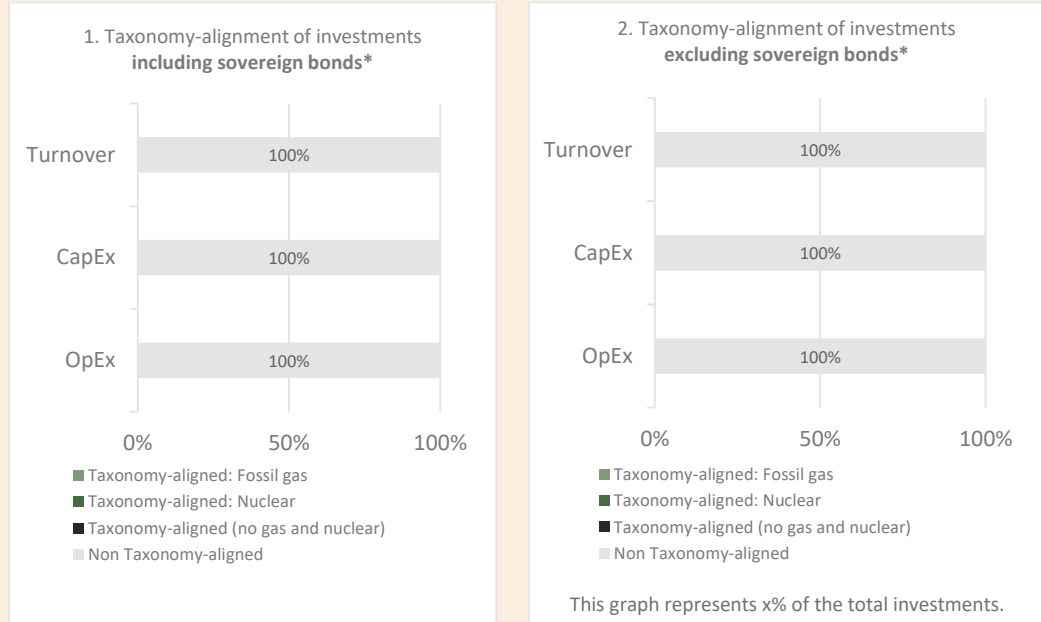 1. Taxonomy-alignment of investments
including sovereign bonds*
Turnover
100%
CapEx
100%
OpEx
100%
0% 50% 100%
Taxonomy-aligned: Fossil gas
Taxonomy-aligned: Nuclear
Taxonomy-aligned (no gas and nuclear)
Non Taxonomy-aligned
2. Taxonomy-alignment of investments
excluding sovereign bonds*
Turnover
100%
CapEx
100%
OpEx
100%
0% 50% 100%
Taxonomy-aligned: Fossil gas
Taxonomy-aligned: Nuclear
Taxonomy-aligned (no gas and nuclear)
Non Taxonomy-aligned
This graph represents x% of the total investments.